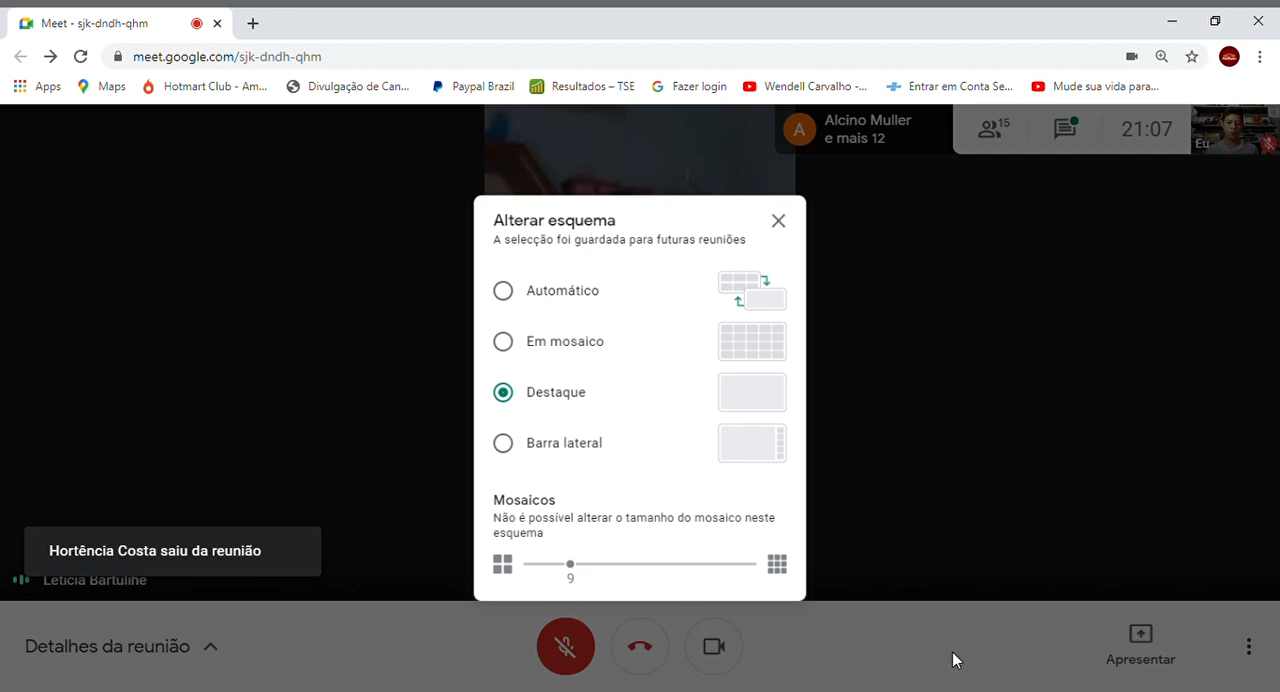 Meet - sjk-dndh-qhm
meet.google.com/sjk-dndh-qhm
Apps
Maps
Hotmart Club - Am...
Divulgação de Can...
Paypal Brazil
Resultados – TSE
Fazer login
Wendell Carvalho -...
Entrar em Conta Se...
Mude sua vida para...
A
Alcino Muller
e mais 12
15
21:07
Eu
Alterar esquema
A selecção foi guardada para futuras reuniões
Automático
Em mosaico
Destaque
Barra lateral
Mosaicos
Não é possível alterar o tamanho do mosaico neste
esquema
9
Hortência Costa saiu da reunião
Leticia Bartulihe
Detalhes da reunião
Apresentar